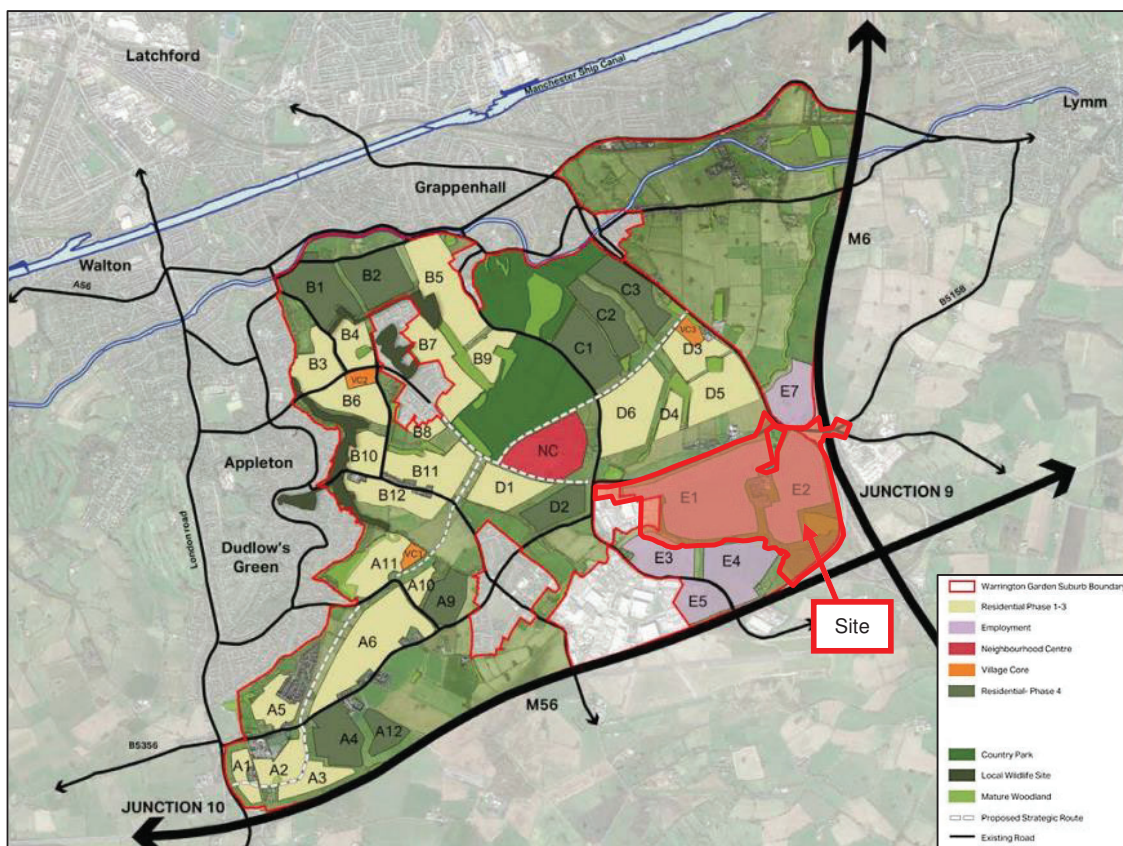 Latchford
Manchester Ship Canal
Lymm
Grappenhall
M6
Walton
A56
B5158
B1
B2
B5
C3
C2
B4
VC3
B7
C1
D3
B3
B9
VC2
E7
B6
D5
D4
D6
B8
NC
B10
Appleton
B11
E1
E2
JUNCTION 9
D1
B12
D2
London road
Dudlow's
Green
VC1
A11
E3
E4
A10
A9
E5
Site
A6
A5
M56
A4
A12
B5356
A1
A2
A3
JUNCTION 10
Warrington Garden Suburb Boundary
Residential Phase 1-3
Employment
Neighbourhood Centre
Village Core
Residential- Phase 4
Country Park
Local Wildlife Site
Mature Woodland
Proposed Strategic Route
Existing Road